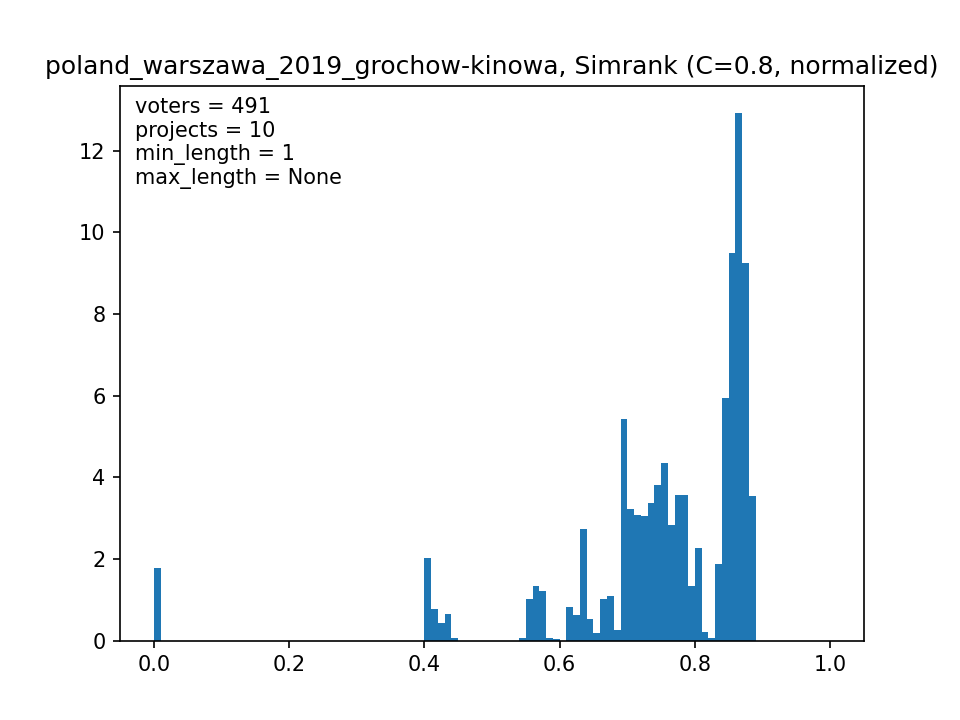 poland_warszawa_2019_grochow-kinowa, Simrank (C=0.8, normalized)
voters = 491
projects = 10
min_length = 1
max_length = None
12
10
8
6
4
2
0
0.0 0.2 0.4 0.6 0.8 1.0